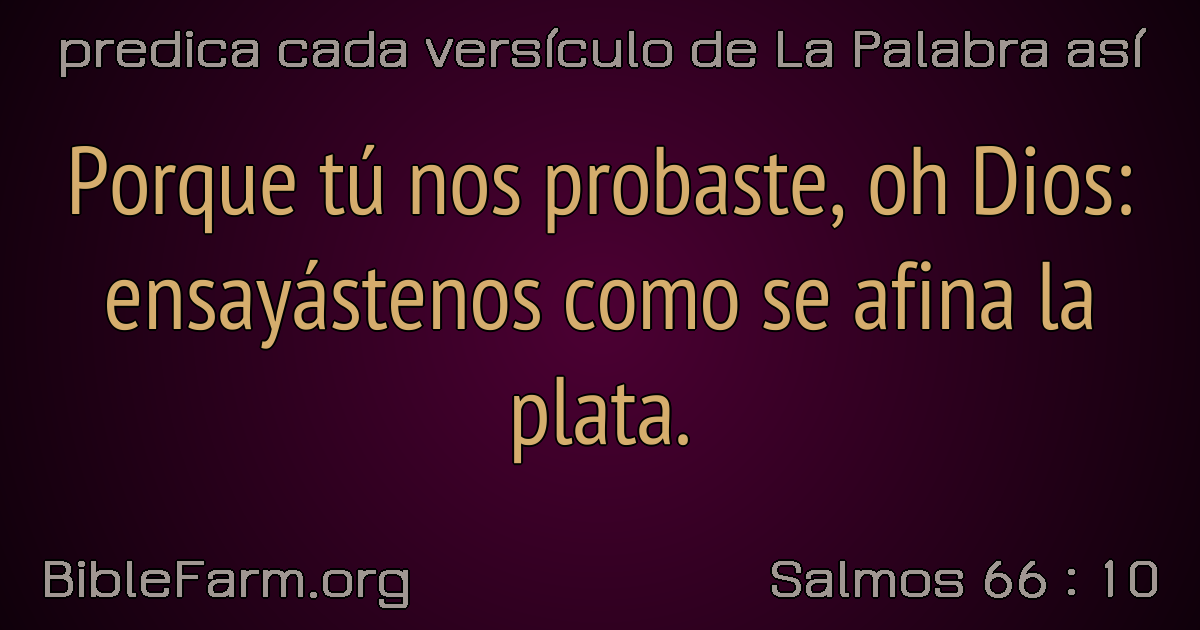 predica cada versículo de La Palabra así
Porque tú nos probaste, oh Dios:
ensayástenos como se afina la
plata.
BibleFarm.org
Salmos 66 : 10